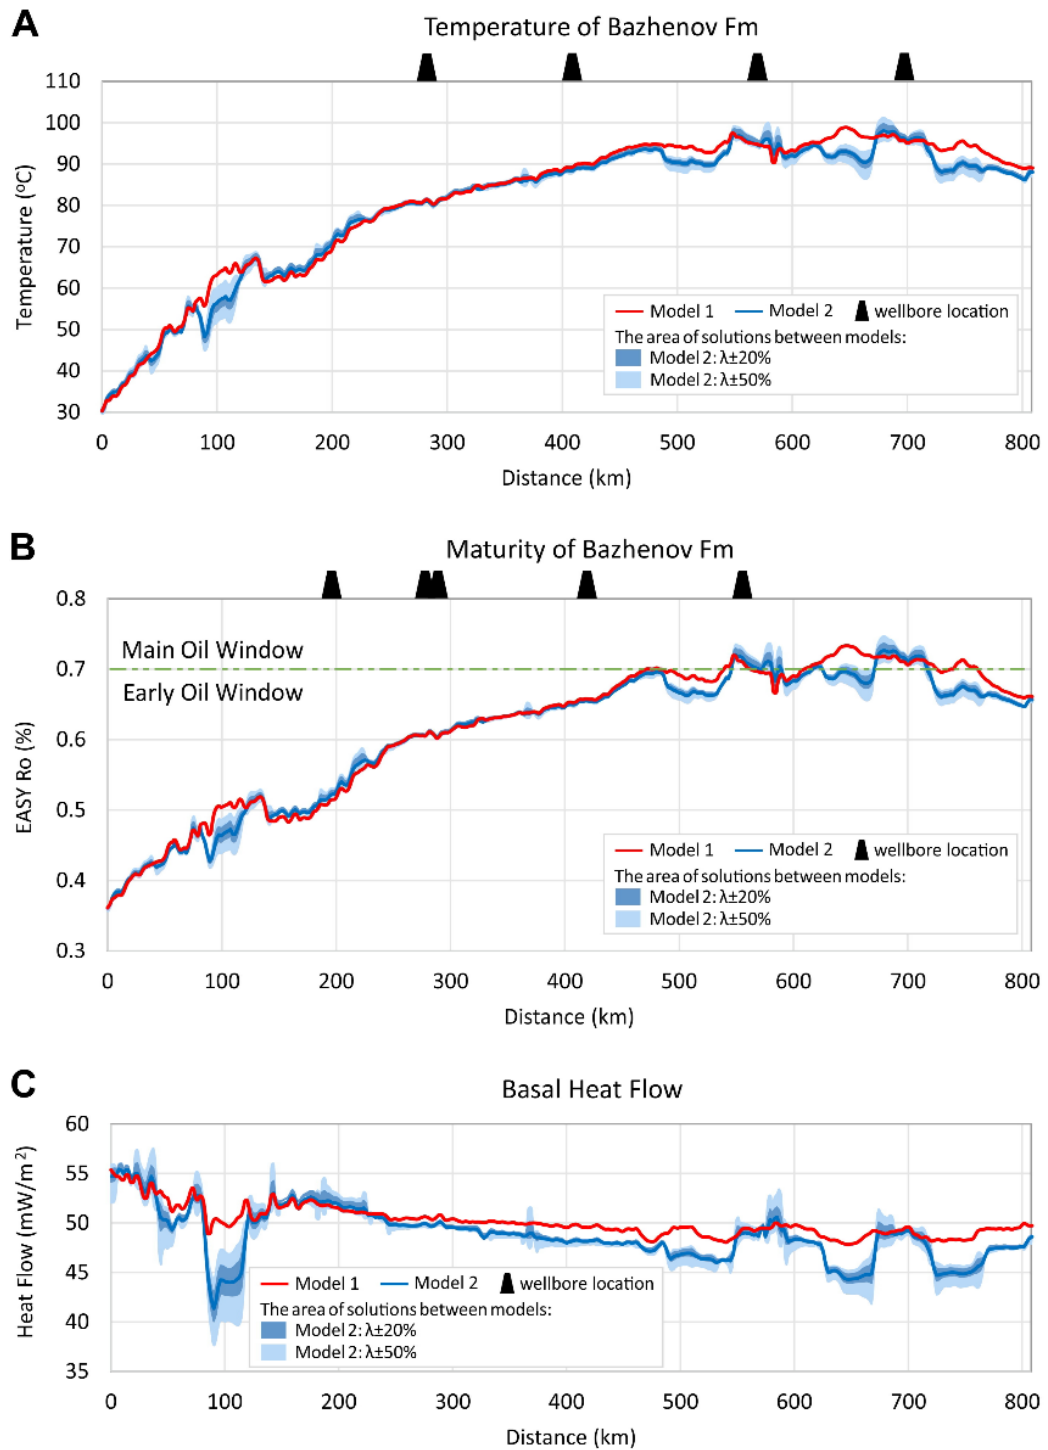 A
Temperature of Bazhenov Fm
110
100
90
80
70
60
50
40
30
Temperature (°C)
Model 1 Model 2 wellbore location
The area of solutions between models:
Model 2: λ±20%
Model 2: λ±50%
0 100 200 300 400 500 600 700 800
Distance (km)
B
Maturity of Bazhenov Fm
0.8
0.7
0.6
0.5
0.4
0.3
EASY Ro (%)
Main Oil Window
Early Oil Window
Model 1 Model 2 wellbore location
The area of solutions between models:
Model 2: λ±20%
Model 2: λ±50%
0 100 200 300 400 500 600 700 800
Distance (km)
C
Basal Heat Flow
60
55
50
45
40
35
Heat Flow (mW/m²)
Model 1 Model 2 wellbore location
The area of solutions between models:
Model 2: λ±20%
Model 2: λ±50%
0 100 200 300 400 500 600 700 800
Distance (km)